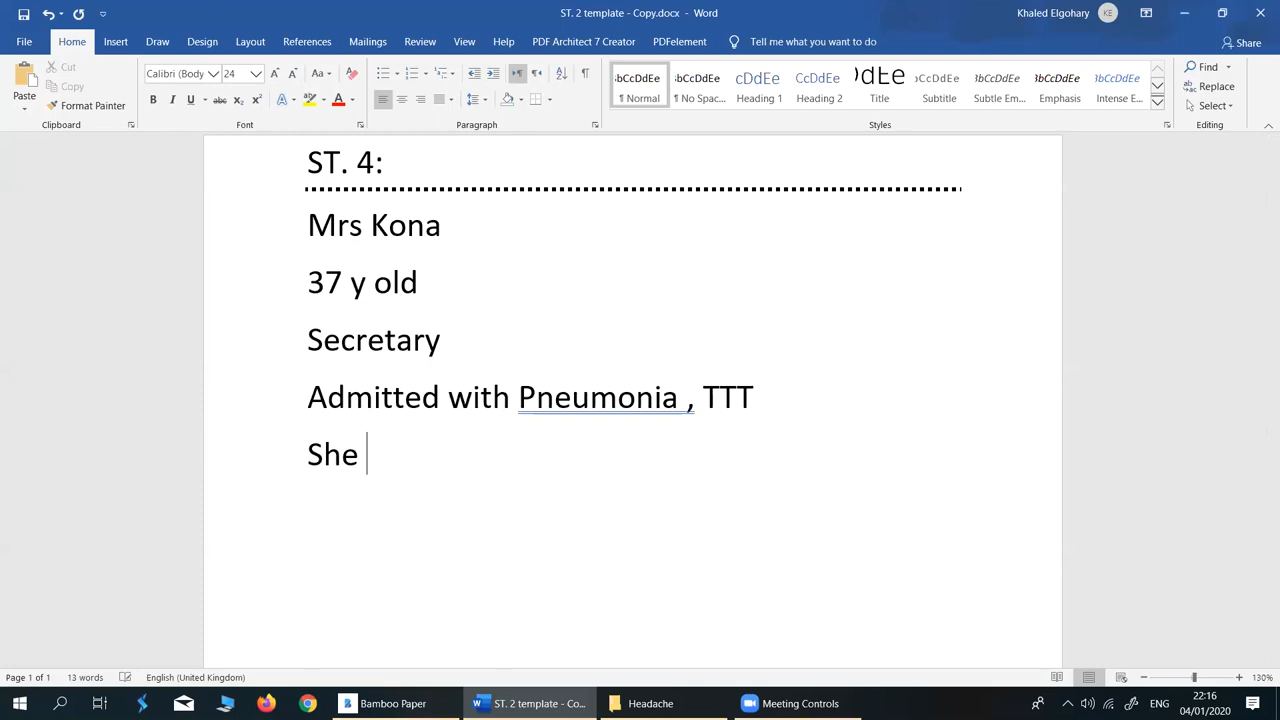 ST. 2 template - Copy.docx - Word
Khaled Elgohary KE
File Home Insert Draw Design Layout References Mailings Review View Help PDF Architect 7 Creator PDFelement Tell me what you want to do Share
Paste
Cut
Copy
Format Painter
Clipboard
Calibri (Body 24
Font
Paragraph
¶ Normal
¶ No Spac...
Heading 1
Heading 2
Title
Subtitle
Subtle Em...
Emphasis
Intense E...
Styles
Find
Replace
Select
Editing
ST. 4:
Mrs Kona
37 y old
Secretary
Admitted with Pneumonia , TTT
She
Page 1 of 1 13 words English (United Kingdom) 130%
Bamboo Paper ST. 2 template - Co... Headache Meeting Controls ENG 22:16
04/01/2020